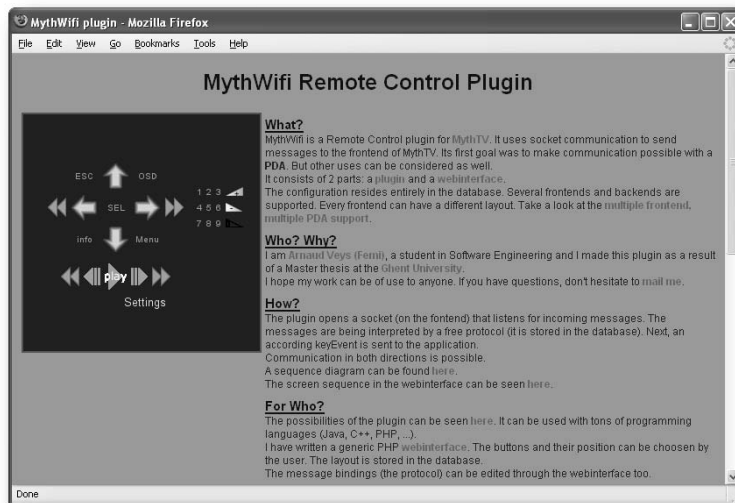 MythWifi plugin - Mozilla Firefox
File Edit View Go Bookmarks Tools Help
MythWifi Remote Control Plugin
ESC OSD
1 2 3
SEL
4 5 6
7 8 9
info Menu
play
Settings
What?
MythWifi is a Remote Control plugin for MythTV. It uses socket communication to send
messages to the frontend of MythTV. Its first goal was to make communication possible with a
PDA. But other uses can be considered as well.
It consists of 2 parts: a plugin and a webinterface.
The configuration resides entirely in the database. Several frontends and backends are
supported. Every frontend can have a different layout. Take a look at the multiple frontend,
multiple PDA support.
Who? Why?
I am Arnaud Veys (Femi), a student in Software Engineering and I made this plugin as a result
of a Master thesis at the Ghent University.
I hope my work can be of use to anyone. If you have questions, don't hesitate to mail me.
How?
The plugin opens a socket (on the fontend) that listens for incoming messages. The
messages are being interpreted by a free protocol (it is stored in the database). Next, an
according keyEvent is sent to the application.
Communication in both directions is possible.
A sequence diagram can be found here.
The screen sequence in the webinterface can be seen here.
For Who?
The possibilities of the plugin can be seen here. It can be used with tons of programming
languages (Java, C++, PHP, ...).
I have written a generic PHP webinterface. The buttons and their position can be choosen by
the user. The layout is stored in the database.
The message bindings (the protocol) can be edited through the webinterface too.
Done